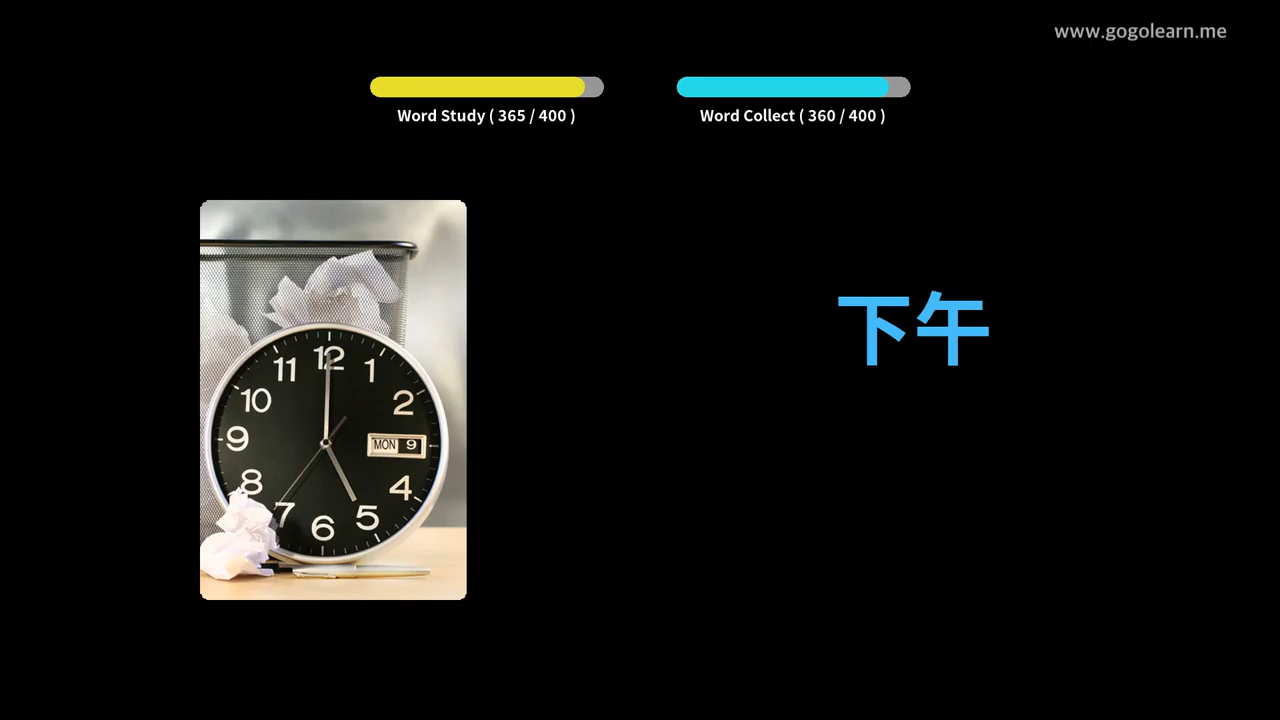 www.gogolearn.me
Word Study ( 365 / 400 )
Word Collect ( 360 / 400 )
下午
12
11
1
10
2
9
MON 9
8
4
7
5
6